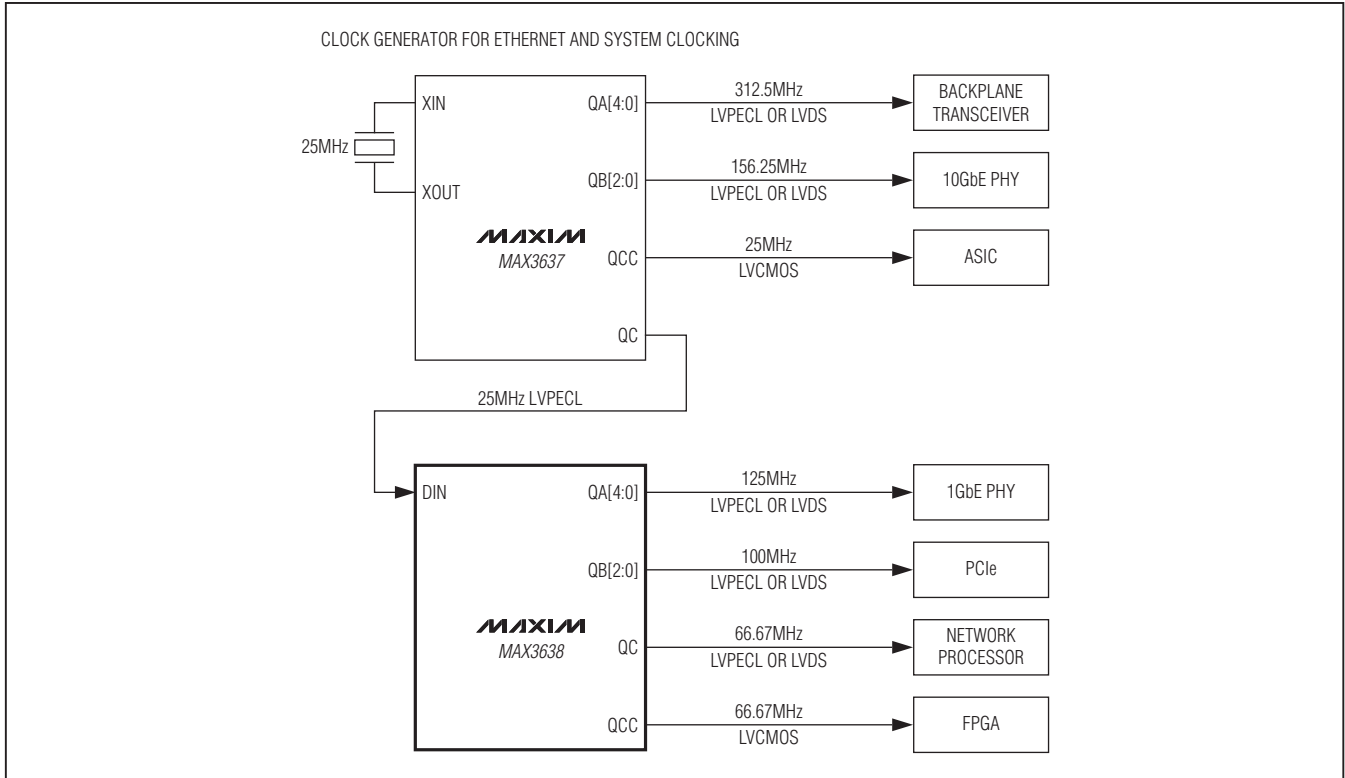 CLOCK GENERATOR FOR ETHERNET AND SYSTEM CLOCKING
XIN
QA[4:0]
312.5MHz
LVPECL OR LVDS
BACKPLANE
TRANSCEIVER
25MHz
XOUT
QB[2:0]
156.25MHz
LVPECL OR LVDS
10GbE PHY
MAXIM
MAX3637
QCC
25MHz
LVCMOS
ASIC
QC
25MHz LVPECL
DIN
QA[4:0]
125MHz
LVPECL OR LVDS
1GbE PHY
QB[2:0]
100MHz
LVPECL OR LVDS
PCIe
MAXIM
MAX3638
QC
66.67MHz
LVPECL OR LVDS
NETWORK
PROCESSOR
QCC
66.67MHz
LVCMOS
FPGA